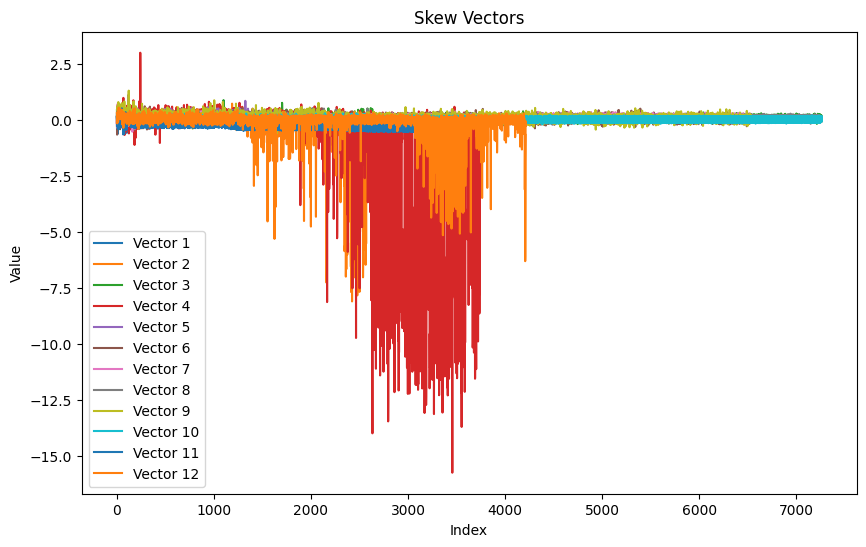 Skew Vectors
2.5
0.0
−2.5
−5.0
−7.5
−10.0
−12.5
−15.0
Value
Vector 1
Vector 2
Vector 3
Vector 4
Vector 5
Vector 6
Vector 7
Vector 8
Vector 9
Vector 10
Vector 11
Vector 12
0 1000 2000 3000 4000 5000 6000 7000
Index